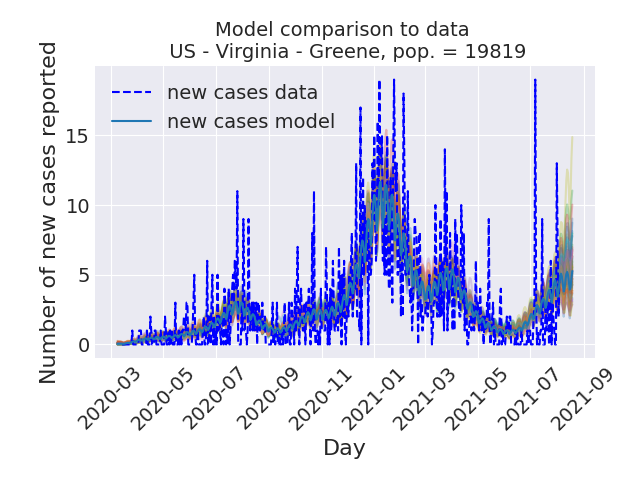 Model comparison to data
US - Virginia - Greene, pop. = 19819
new cases data
new cases model
Number of new cases reported
15
10
5
0
2020-03
2020-05
2020-07
2020-09
2020-11
2021-01
2021-03
2021-05
2021-07
2021-09
Day